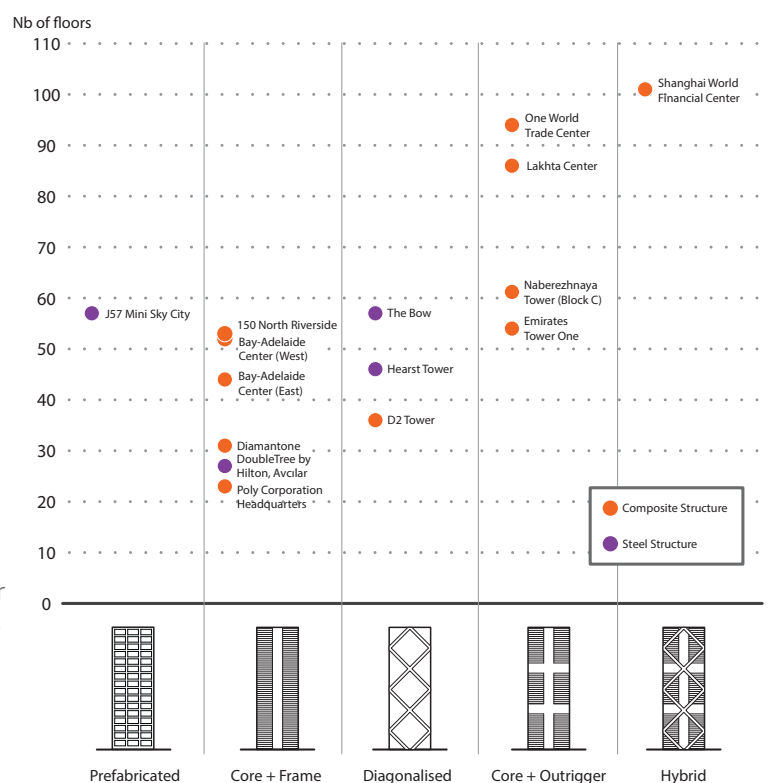 Nb of floors
110
100
90
80
70
60
50
40
30
20
10
0
J57 Mini Sky City
150 North Riverside
Bay-Adelaide
Center (West)
Bay-Adelaide
Center (East)
Diamantone
DoubleTree by
Hilton, Avcılar
Poly Corporation
Headquarters
The Bow
Hearst Tower
D2 Tower
One World
Trade Center
Lakhta Center
Naberezhnaya
Tower (Block C)
Emirates
Tower One
Shanghai World
Financial Center
Composite Structure
Steel Structure
r
Prefabricated
Core + Frame
Diagonalised
Core + Outrigger
Hybrid